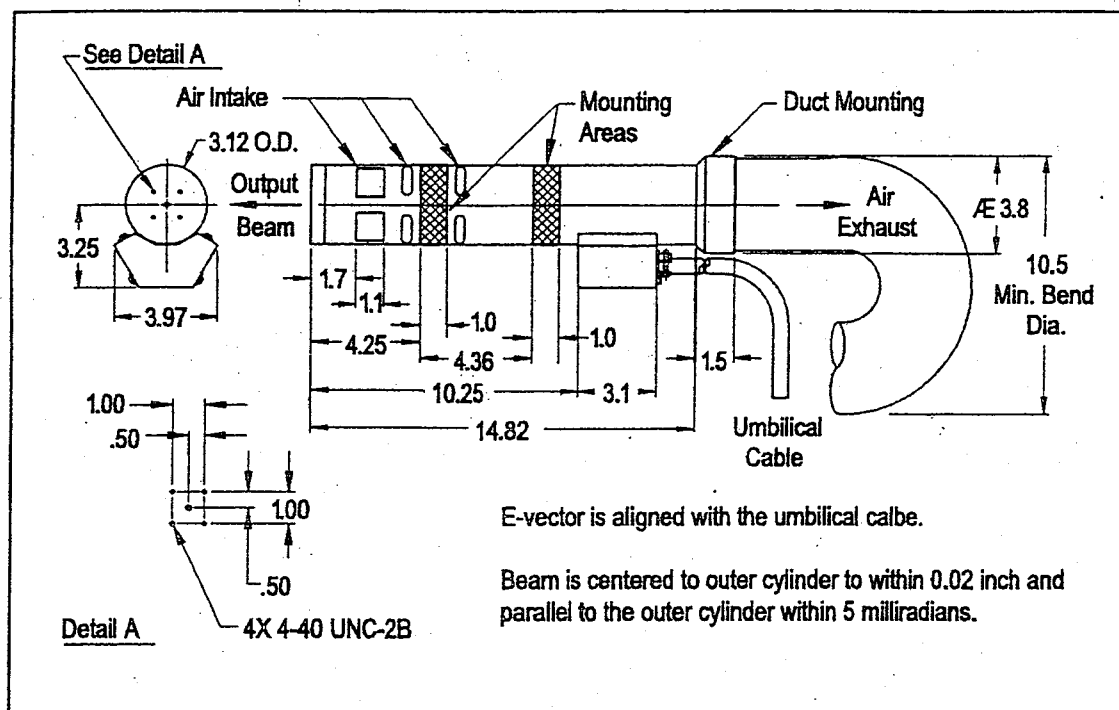 See Detail A
Air Intake
Mounting
Areas
Duct Mounting
3.12 O.D.
Output
Beam
Air
Exhaust
Æ 3.8
3.25
3.97
10.5
Min. Bend
Dia.
1.7
1.1
1.0
1.0
4.25
4.36
1.5
10.25
3.1
14.82
Umbilical
Cable
1.00
.50
1.00
.50
E-vector is aligned with the umbilical calbe.
Beam is centered to outer cylinder to within 0.02 inch and
parallel to the outer cylinder within 5 milliradians.
Detail A
4X 4-40 UNC-2B